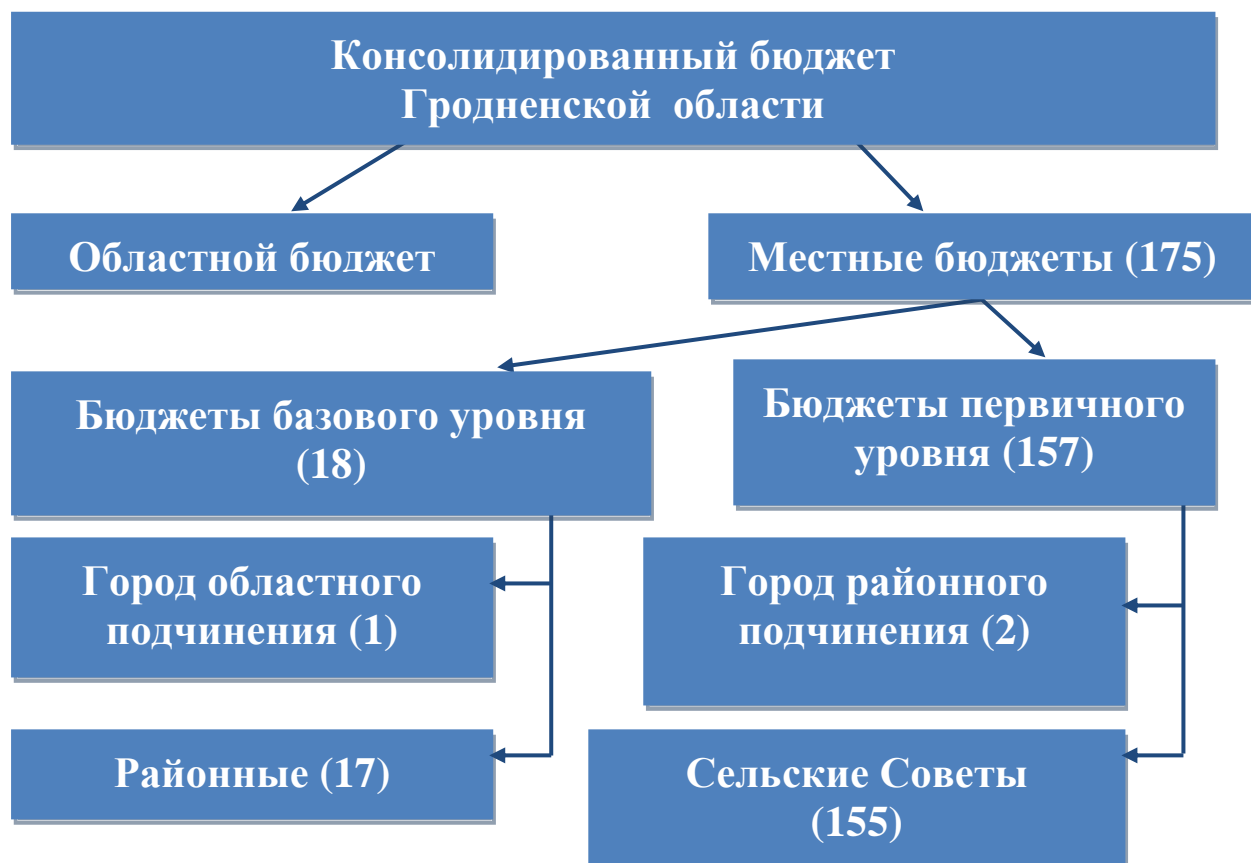 Консолидированный бюджет
Гродненской области
Областной бюджет
Местные бюджеты (175)
Бюджеты базового уровня
(18)
Бюджеты первичного
уровня (157)
Город областного
подчинения (1)
Город районного
подчинения (2)
Районные (17)
Сельские Советы
(155)